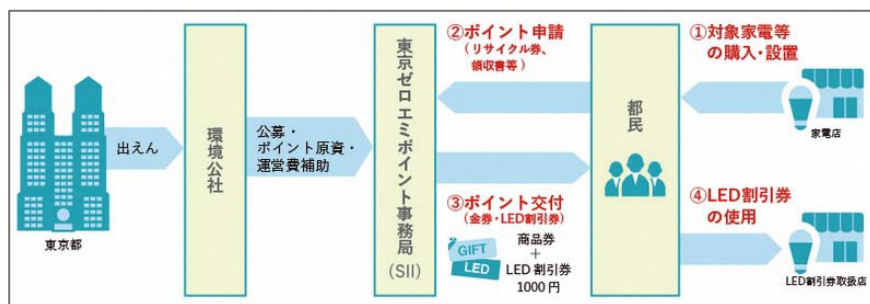 東京都
出えん
環境公社
公募・
ポイント原資・
運営費補助
東京ゼロエミポイント事務局
(SII)
②ポイント申請
(リサイクル券、
領収書等)
③ポイント交付
(金券・LED割引券)
GIFT
LED
商品券
+
LED割引券
1000円
都民
①対象家電等
の購入・設置
家電店
④LED割引券
の使用
LED割引券取扱店